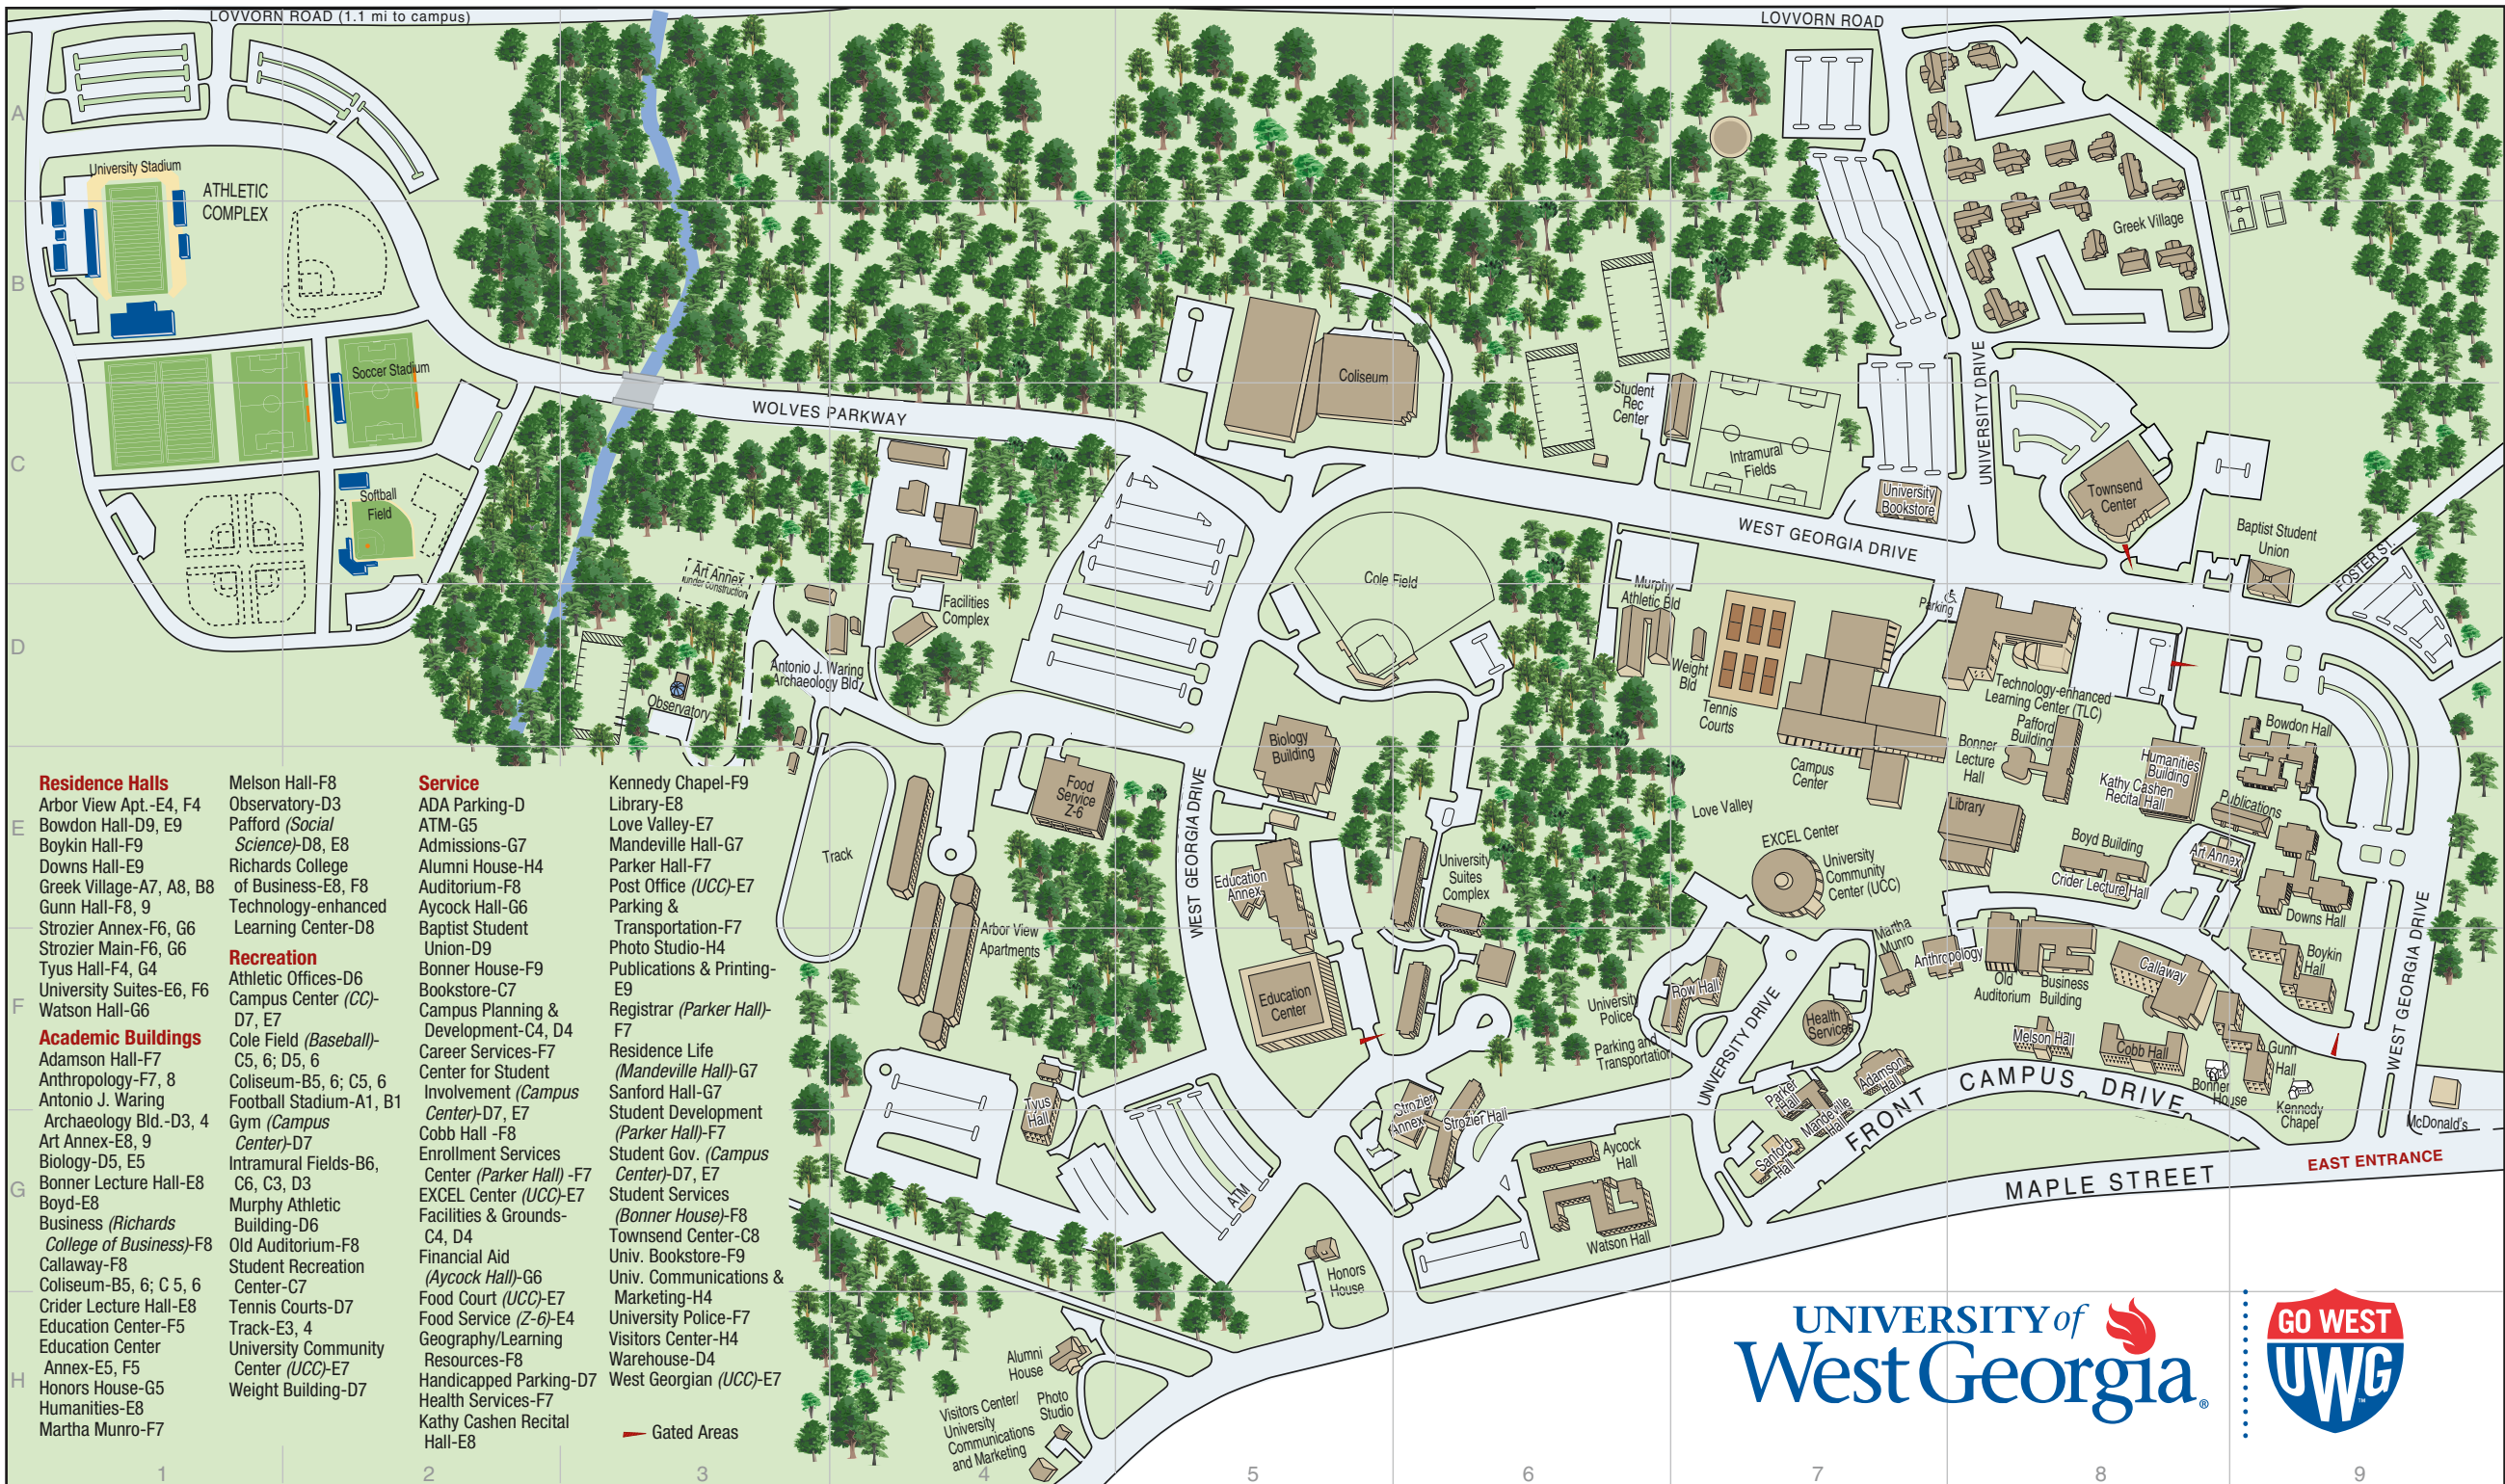 LOVVORN ROAD (1.1 mi to campus)
LOVVORN ROAD
A
B
C
D
E
F
G
H
1
2
3
4
5
6
7
8
9
University Stadium
ATHLETIC
COMPLEX
Soccer Stadium
Softball
Field
WOLVES PARKWAY
Art Annex
under construction
Observatory
Antonio J. Waring
Archaeology Bld
Facilities
Complex
Coliseum
Cole Field
Student
Rec
Center
Intramural
Fields
University
Bookstore
UNIVERSITY DRIVE
Greek Village
Townsend
Center
Baptist Student
Union
FOSTER ST.
WEST GEORGIA DRIVE
Murphy
Athletic Bld
Weight
Bld
Tennis
Courts
Parking
Technology-enhanced
Learning Center (TLC)
Pafford
Building
Bonner
Lecture
Hall
Campus
Center
Humanities
Building
Kathy Cashen
Recital Hall
Bowdon Hall
Publications
Biology
Building
Food
Service
Z-6
Track
WEST GEORGIA DRIVE
Education
Annex
University
Suites
Complex
Love Valley
EXCEL Center
University
Community
Center (UCC)
Library
Boyd Building
Crider Lecture Hall
Art Annex
Downs Hall
Arbor View
Apartments
Education
Center
University
Police
Parking and
Transportation
Row Hall
UNIVERSITY DRIVE
Health
Services
Martha
Munro
Anthropology
Old
Auditorium
Business
Building
Callaway
Boykin
Hall
WEST GEORGIA DRIVE
Melson Hall
Cobb Hall
Gunn
Hall
Bonner
House
Kennedy
Chapel
McDonald's
Adamson
Hall
Parker
Hall
Mandeville
Hall
Sanford
Hall
FRONT CAMPUS DRIVE
MAPLE STREET
EAST ENTRANCE
Tyus
Hall
ATM
Strozier
Annex
Strozier Hall
Aycock
Hall
Watson Hall
Honors
House
Alumni
House
Photo
Studio
Visitors Center/
University
Communications
and Marketing
Residence Halls
Arbor View Apt.-E4, F4
Bowdon Hall-D9, E9
Boykin Hall-F9
Downs Hall-E9
Greek Village-A7, A8, B8
Gunn Hall-F8, 9
Strozier Annex-F6, G6
Strozier Main-F6, G6
Tyus Hall-F4, G4
University Suites-E6, F6
Watson Hall-G6
Academic Buildings
Adamson Hall-F7
Anthropology-F7, 8
Antonio J. Waring
Archaeology Bld.-D3, 4
Art Annex-E8, 9
Biology-D5, E5
Bonner Lecture Hall-E8
Boyd-E8
Business (Richards
College of Business)-F8
Callaway-F8
Coliseum-B5, 6; C 5, 6
Crider Lecture Hall-E8
Education Center-F5
Education Center
Annex-E5, F5
Honors House-G5
Humanities-E8
Martha Munro-F7
Melson Hall-F8
Observatory-D3
Pafford (Social
Science)-D8, E8
Richards College
of Business-E8, F8
Technology-enhanced
Learning Center-D8
Recreation
Athletic Offices-D6
Campus Center (CC)-
D7, E7
Cole Field (Baseball)-
C5, 6; D5, 6
Coliseum-B5, 6; C5, 6
Football Stadium-A1, B1
Gym (Campus
Center)-D7
Intramural Fields-B6,
C6, C3, D3
Murphy Athletic
Building-D6
Old Auditorium-F8
Student Recreation
Center-C7
Tennis Courts-D7
Track-E3, 4
University Community
Center (UCC)-E7
Weight Building-D7
Service
ADA Parking-D
ATM-G5
Admissions-G7
Alumni House-H4
Auditorium-F8
Aycock Hall-G6
Baptist Student
Union-D9
Bonner House-F9
Bookstore-C7
Campus Planning &
Development-C4, D4
Career Services-F7
Center for Student
Involvement (Campus
Center)-D7, E7
Cobb Hall -F8
Enrollment Services
Center (Parker Hall) -F7
EXCEL Center (UCC)-E7
Facilities & Grounds-
C4, D4
Financial Aid
(Aycock Hall)-G6
Food Court (UCC)-E7
Food Service (Z-6)-E4
Geography/Learning
Resources-F8
Handicapped Parking-D7
Health Services-F7
Kathy Cashen Recital
Hall-E8
Kennedy Chapel-F9
Library-E8
Love Valley-E7
Mandeville Hall-G7
Parker Hall-F7
Post Office (UCC)-E7
Parking &
Transportation-F7
Photo Studio-H4
Publications & Printing-
E9
Registrar (Parker Hall)-
F7
Residence Life
(Mandeville Hall)-G7
Sanford Hall-G7
Student Development
(Parker Hall)-F7
Student Gov. (Campus
Center)-D7, E7
Student Services
(Bonner House)-F8
Townsend Center-C8
Univ. Bookstore-F9
Univ. Communications &
Marketing-H4
University Police-F7
Visitors Center-H4
Warehouse-D4
West Georgian (UCC)-E7
Gated Areas
UNIVERSITY of
West Georgia®
GO WEST
UWG
™